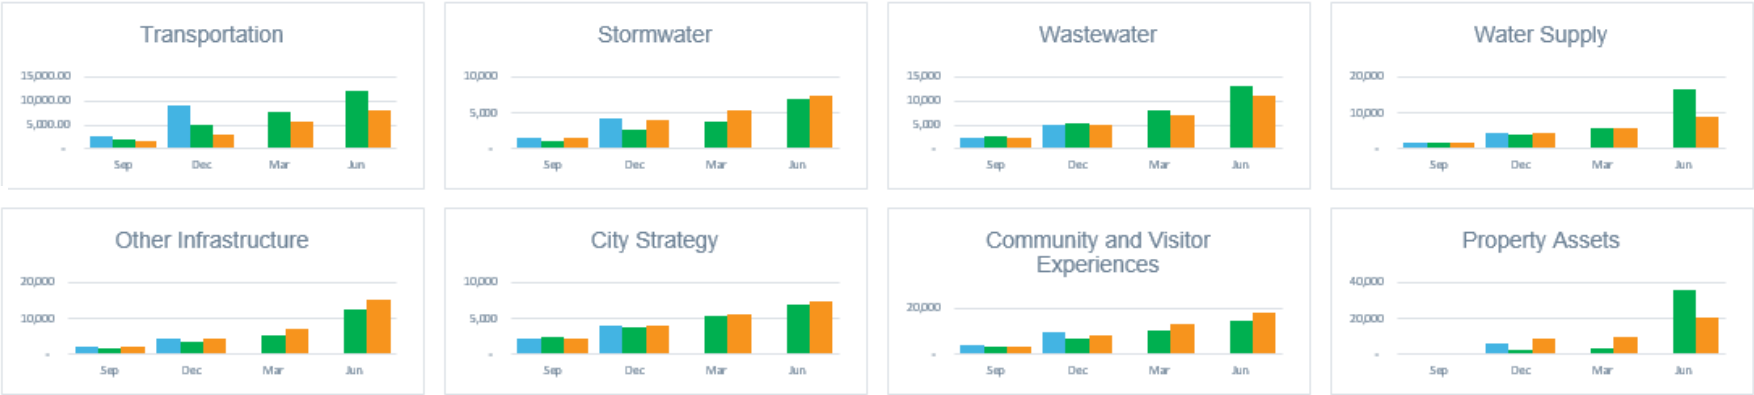 Transportation
15,000.00
10,000.00
5,000.00
-
Sep Dec Mar Jun
Stormwater
10,000
5,000
-
Sep Dec Mar Jun
Wastewater
15,000
10,000
5,000
-
Sep Dec Mar Jun
Water Supply
20,000
10,000
-
Sep Dec Mar Jun
Other Infrastructure
20,000
10,000
-
Sep Dec Mar Jun
City Strategy
10,000
5,000
-
Sep Dec Mar Jun
Community and Visitor
Experiences
20,000
-
Sep Dec Mar Jun
Property Assets
40,000
20,000
-
Sep Dec Mar Jun